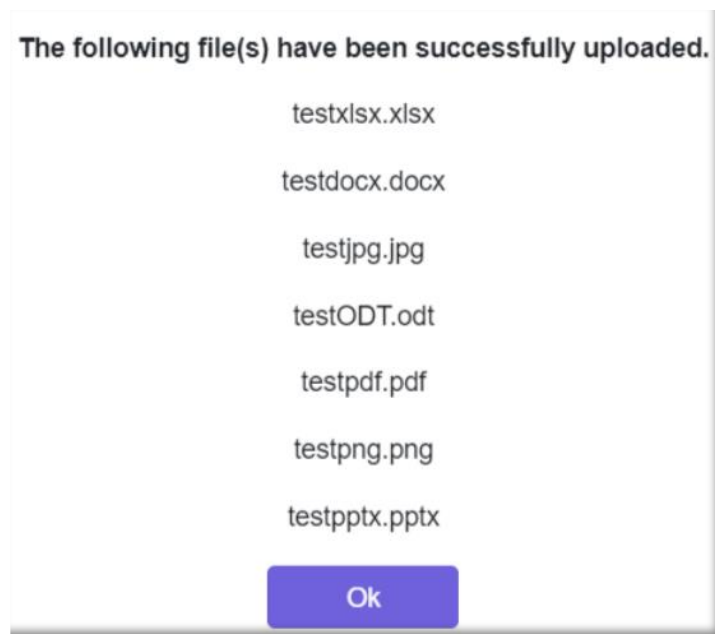 The following file(s) have been successfully uploaded.
testxlsx.xlsx
testdocx.docx
testjpg.jpg
testODT.odt
testpdf.pdf
testpng.png
testpptx.pptx
Ok